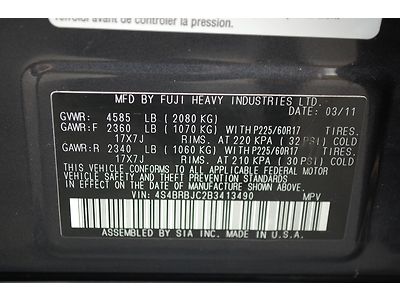 avant de contrôler la pression.
MFD BY FUJI HEAVY INDUSTRIES LTD.
DATE: 03/11
GVWR: 4585 LB ( 2080 KG)
GAWR:F 2360 LB ( 1070 KG) WITH P225/60R17 TIRES.
17X7J RIMS. AT 220 KPA ( 32 PSI) COLD
GAWR:R 2340 LB ( 1060 KG) WITH P225/60R17 TIRES.
17X7J RIMS. AT 210 KPA ( 30 PSI) COLD
THIS VEHICLE CONFORMS TO ALL APPLICABLE FEDERAL MOTOR
VEHICLE SAFETY AND THEFT PREVENTION STANDARDS
IN EFFECT ON THE DATE OF MANUFACTURE SHOWN ABOVE.
VIN: 4S4BRBJC2B3413490 MPV
ASSEMBLED BY SIA INC. IN U.S.A.